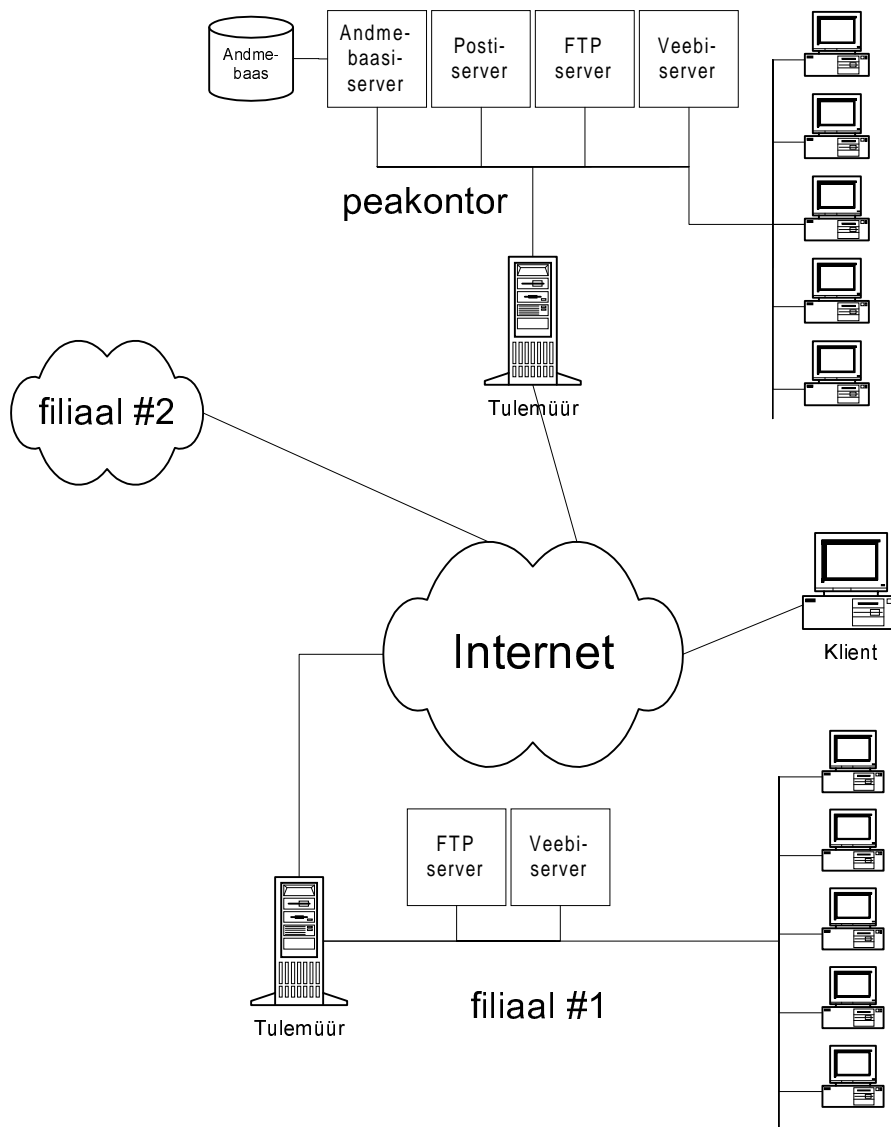 Andme-
baas
Andme-
baasi-
server
Posti-
server
FTP
server
Veebi-
server
peakontor
Tulemüür
filiaal #2
Internet
Klient
FTP
server
Veebi-
server
Tulemüür
filiaal #1